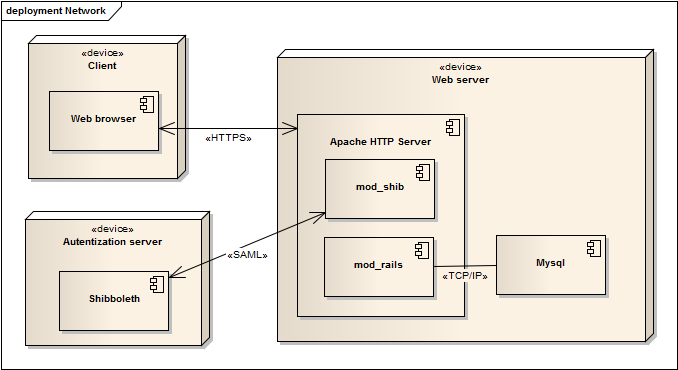 deployment Network
«device»
Client
Web browser
«HTTPS»
«device»
Web server
Apache HTTP Server
mod_shib
«device»
Autentization server
«SAML»
Shibboleth
mod_rails
«TCP/IP»
Mysql